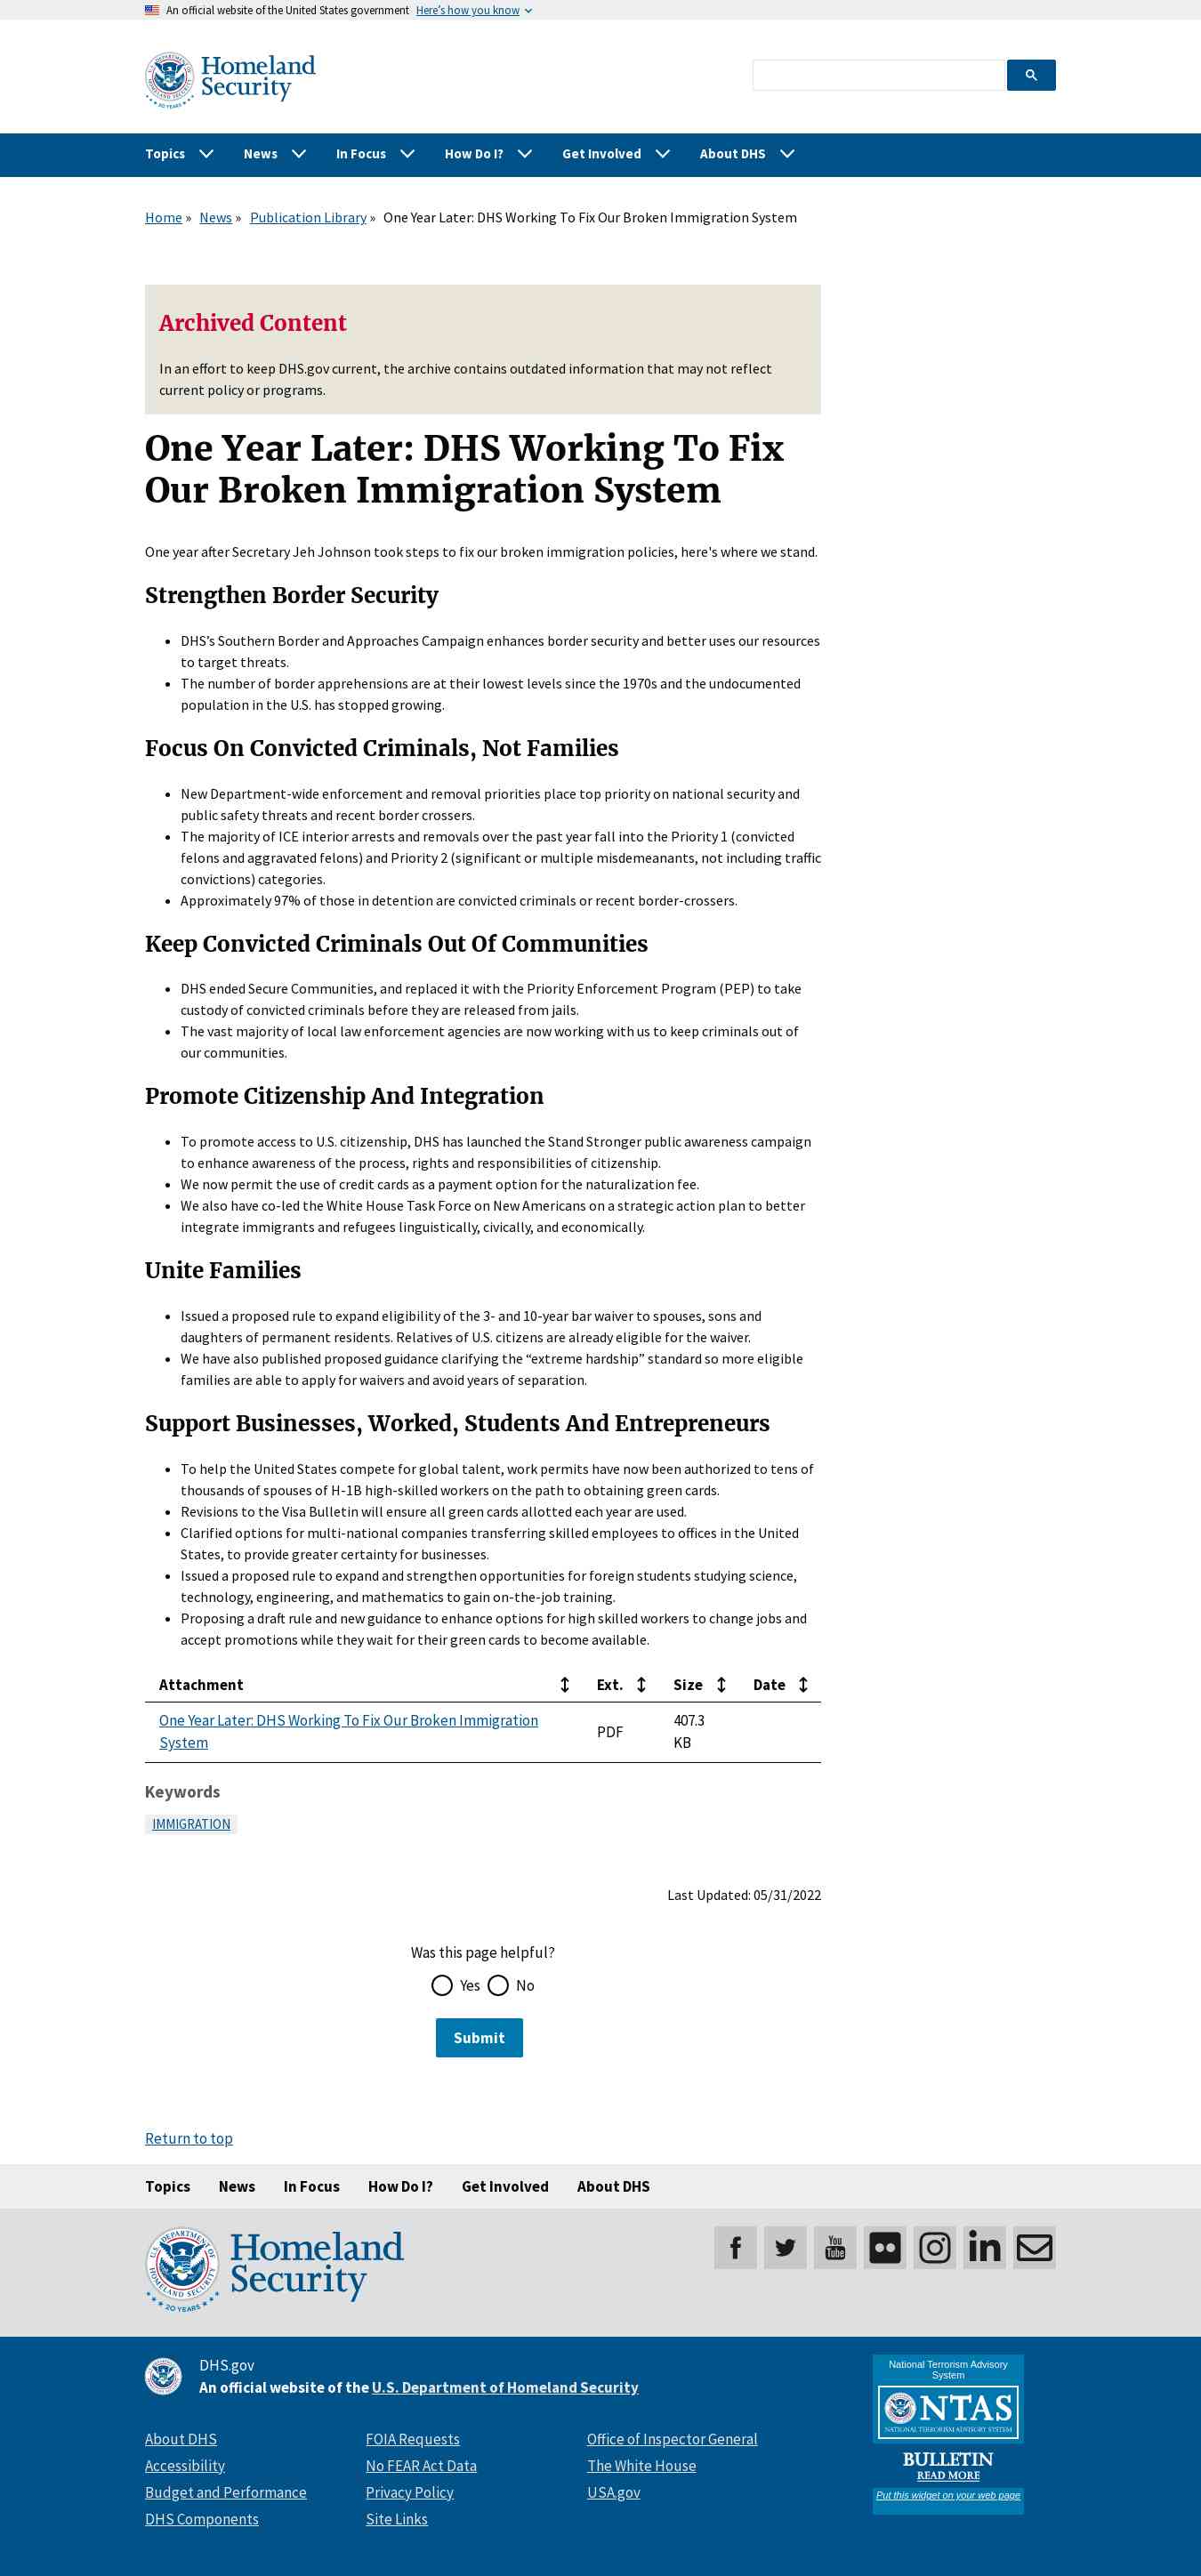 An official website of the United States government Here's how you know
Homeland
Security
Topics News In Focus How Do I? Get Involved About DHS
Home » News » Publication Library » One Year Later: DHS Working To Fix Our Broken Immigration System
Archived Content
In an effort to keep DHS.gov current, the archive contains outdated information that may not reflect
current policy or programs.
One Year Later: DHS Working To Fix
Our Broken Immigration System
One year after Secretary Jeh Johnson took steps to fix our broken immigration policies, here's where we stand.
Strengthen Border Security
• DHS’s Southern Border and Approaches Campaign enhances border security and better uses our resources
to target threats.
• The number of border apprehensions are at their lowest levels since the 1970s and the undocumented
population in the U.S. has stopped growing.
Focus On Convicted Criminals, Not Families
• New Department-wide enforcement and removal priorities place top priority on national security and
public safety threats and recent border crossers.
• The majority of ICE interior arrests and removals over the past year fall into the Priority 1 (convicted
felons and aggravated felons) and Priority 2 (significant or multiple misdemeanants, not including traffic
convictions) categories.
• Approximately 97% of those in detention are convicted criminals or recent border-crossers.
Keep Convicted Criminals Out Of Communities
• DHS ended Secure Communities, and replaced it with the Priority Enforcement Program (PEP) to take
custody of convicted criminals before they are released from jails.
• The vast majority of local law enforcement agencies are now working with us to keep criminals out of
our communities.
Promote Citizenship And Integration
• To promote access to U.S. citizenship, DHS has launched the Stand Stronger public awareness campaign
to enhance awareness of the process, rights and responsibilities of citizenship.
• We now permit the use of credit cards as a payment option for the naturalization fee.
• We also have co-led the White House Task Force on New Americans on a strategic action plan to better
integrate immigrants and refugees linguistically, civically, and economically.
Unite Families
• Issued a proposed rule to expand eligibility of the 3- and 10-year bar waiver to spouses, sons and
daughters of permanent residents. Relatives of U.S. citizens are already eligible for the waiver.
• We have also published proposed guidance clarifying the “extreme hardship” standard so more eligible
families are able to apply for waivers and avoid years of separation.
Support Businesses, Worked, Students And Entrepreneurs
• To help the United States compete for global talent, work permits have now been authorized to tens of
thousands of spouses of H-1B high-skilled workers on the path to obtaining green cards.
• Revisions to the Visa Bulletin will ensure all green cards allotted each year are used.
• Clarified options for multi-national companies transferring skilled employees to offices in the United
States, to provide greater certainty for businesses.
• Issued a proposed rule to expand and strengthen opportunities for foreign students studying science,
technology, engineering, and mathematics to gain on-the-job training.
• Proposing a draft rule and new guidance to enhance options for high skilled workers to change jobs and
accept promotions while they wait for their green cards to become available.
Attachment Ext. Size Date
One Year Later: DHS Working To Fix Our Broken Immigration
System
PDF
407.3
KB
Keywords
IMMIGRATION
Last Updated: 05/31/2022
Was this page helpful?
Yes No
Submit
Return to top
Topics News In Focus How Do I? Get Involved About DHS
U.S. DEPARTMENT OF HOMELAND SECURITY
20 YEARS
Homeland
Security
You
Tube
DHS.gov
An official website of the U.S. Department of Homeland Security
About DHS
Accessibility
Budget and Performance
DHS Components
FOIA Requests
No FEAR Act Data
Privacy Policy
Site Links
Office of Inspector General
The White House
USA.gov
National Terrorism Advisory
System
NTAS
NATIONAL TERRORISM ADVISORY SYSTEM
BULLETIN
READ MORE
Put this widget on your web page